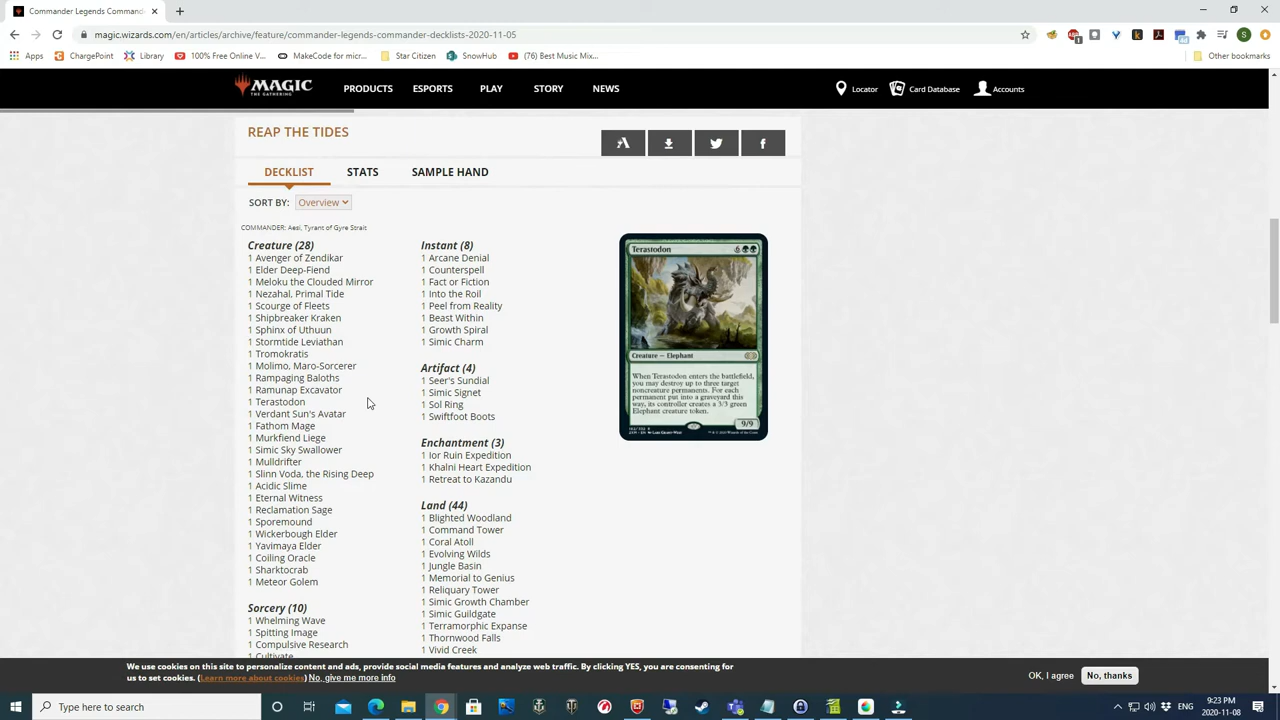 Commander Legends Command
magic.wizards.com/en/articles/archive/feature/commander-legends-commander-decklists-2020-11-05
Apps
ChargePoint
Library
100% Free Online V...
MakeCode for micr...
Star Citizen
SnowHub
(76) Best Music Mix...
Other bookmarks
MAGIC
THE GATHERING
PRODUCTS
ESPORTS
PLAY
STORY
NEWS
Locator
Card Database
Accounts
REAP THE TIDES
DECKLIST
STATS
SAMPLE HAND
SORT BY:
Overview
COMMANDER: Aesi, Tyrant of Gyre Strait
Creature (28)
1 Avenger of Zendikar
1 Elder Deep-Fiend
1 Meloku the Clouded Mirror
1 Nezahal, Primal Tide
1 Scourge of Fleets
1 Shipbreaker Kraken
1 Sphinx of Uthuun
1 Stormtide Leviathan
1 Tromokratis
1 Molimo, Maro-Sorcerer
1 Rampaging Baloths
1 Ramunap Excavator
1 Terastodon
1 Verdant Sun's Avatar
1 Fathom Mage
1 Murkfiend Liege
1 Simic Sky Swallower
1 Mulldrifter
1 Slinn Voda, the Rising Deep
1 Acidic Slime
1 Eternal Witness
1 Reclamation Sage
1 Sporemound
1 Wickerbough Elder
1 Yavimaya Elder
1 Coiling Oracle
1 Sharktocrab
1 Meteor Golem
Sorcery (10)
1 Whelming Wave
1 Spitting Image
1 Compulsive Research
1 Cultivate
Instant (8)
1 Arcane Denial
1 Counterspell
1 Fact or Fiction
1 Into the Roil
1 Peel from Reality
1 Beast Within
1 Growth Spiral
1 Simic Charm
Artifact (4)
1 Seer's Sundial
1 Simic Signet
1 Sol Ring
1 Swiftfoot Boots
Enchantment (3)
1 Ior Ruin Expedition
1 Khalni Heart Expedition
1 Retreat to Kazandu
Land (44)
1 Blighted Woodland
1 Command Tower
1 Coral Atoll
1 Evolving Wilds
1 Jungle Basin
1 Memorial to Genius
1 Reliquary Tower
1 Simic Growth Chamber
1 Simic Guildgate
1 Terramorphic Expanse
1 Thornwood Falls
1 Vivid Creek
Terastodon
6
Creature — Elephant
When Terastodon enters the battlefield,
you may destroy up to three target
noncreature permanents. For each
permanent put into a graveyard this
way, its controller creates a 3/3 green
Elephant creature token.
9/9
We use cookies on this site to personalize content and ads, provide social media features and analyze web traffic. By clicking YES, you are consenting for
us to set cookies. (Learn more about cookies) No, give me more info
OK, I agree
No, thanks
Type here to search
9:23 PM
2020-11-08